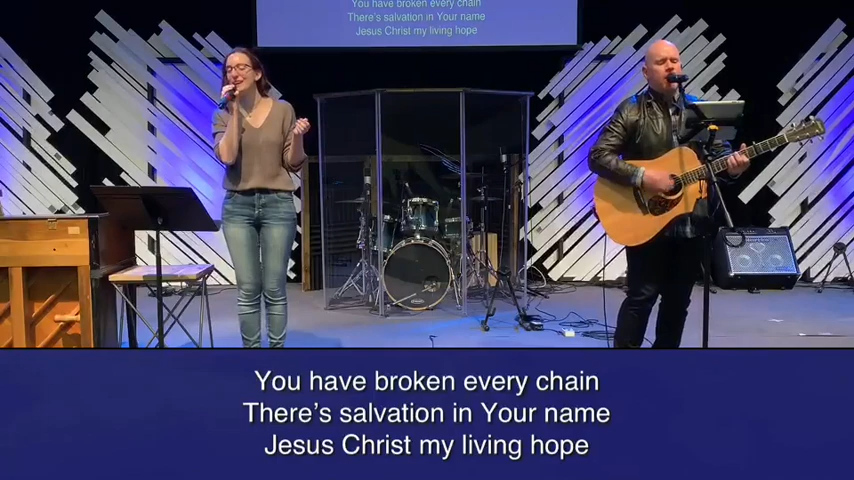 You have broken every chain
There's salvation in Your name
Jesus Christ my living hope
You have broken every chain
There's salvation in Your name
Jesus Christ my living hope